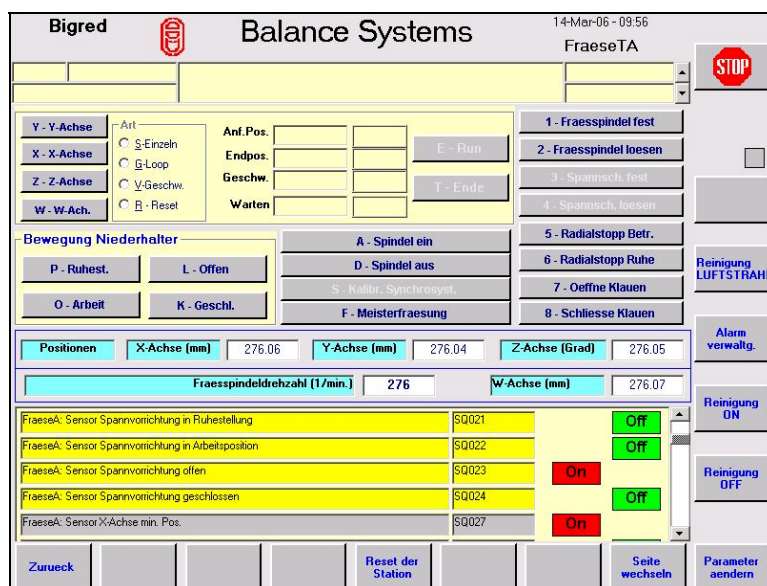 Bigred
Balance Systems
14-Mar-06 - 09:56
FraeseTA
STOP
Y - Y-Achse
X - X-Achse
Z - Z-Achse
W - W-Ach.
Art
S-Einzeln
G-Loop
V-Geschw.
R - Reset
Anf.Pos.
Endpos.
Geschw.
Warten
E - Run
T - Ende
1 - Fraesspindel fest
2 - Fraesspindel loesen
3 - Spannsch. fest
4 - Spannsch. loesen
5 - Radialstopp Betr.
6 - Radialstopp Ruhe
7 - Oeffne Klauen
8 - Schliesse Klauen
Bewegung Niederhalter
P - Ruhest.
L - Offen
O - Arbeit
K - Geschl.
A - Spindel ein
D - Spindel aus
S - Kalibr. Synchrosyst.
F - Meisterfraesung
Reinigung
LUFTSTRAHL
Alarm
verwaltg.
Reinigung
ON
Reinigung
OFF
Positionen X-Achse (mm) 276.06 Y-Achse (mm) 276.04 Z-Achse (Grad) 276.05
Fraesspindeldrehzahl (1/min.) 276 W-Achse (mm) 276.07
FraeseA: Sensor Spannvorrichtung in Ruhestellung SQ021 Off
FraeseA: Sensor Spannvorrichtung in Arbeitsposition SQ022 Off
FraeseA: Sensor Spannvorrichtung offen SQ023 On
FraeseA: Sensor Spannvorrichtung geschlossen SQ024 Off
FraeseA: Sensor X-Achse min. Pos. SQ027 On
Zurueck
Reset der
Station
Seite
wechseln
Parameter
aendern